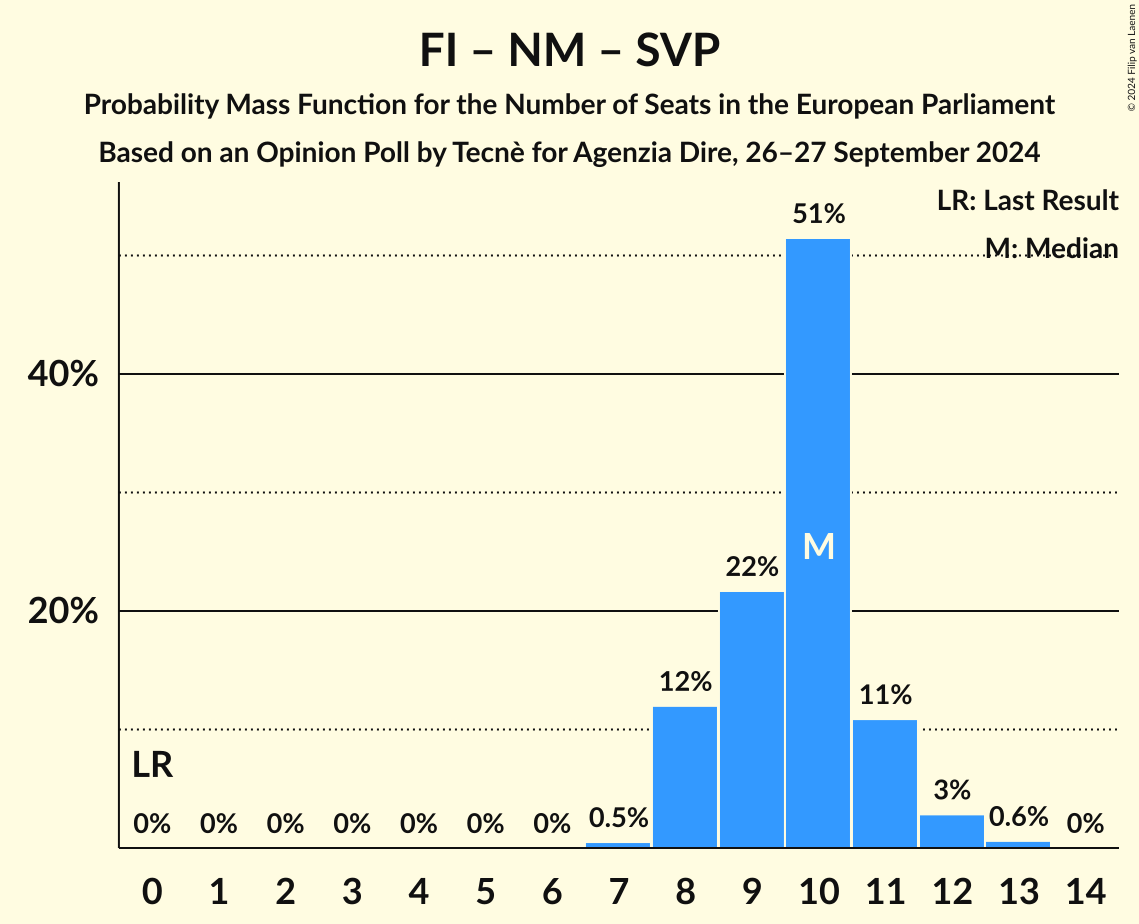 FI – NM – SVP
Probability Mass Function for the Number of Seats in the European Parliament
Based on an Opinion Poll by Tecnè for Agenzia Dire, 26–27 September 2024
© 2024 Filip van Laenen
LR: Last Result
M: Median
51%
40%
M
22%
20%
12%
11%
LR
3%
0% 0% 0% 0% 0% 0% 0% 0.5% 0.6% 0%
0 1 2 3 4 5 6 7 8 9 10 11 12 13 14